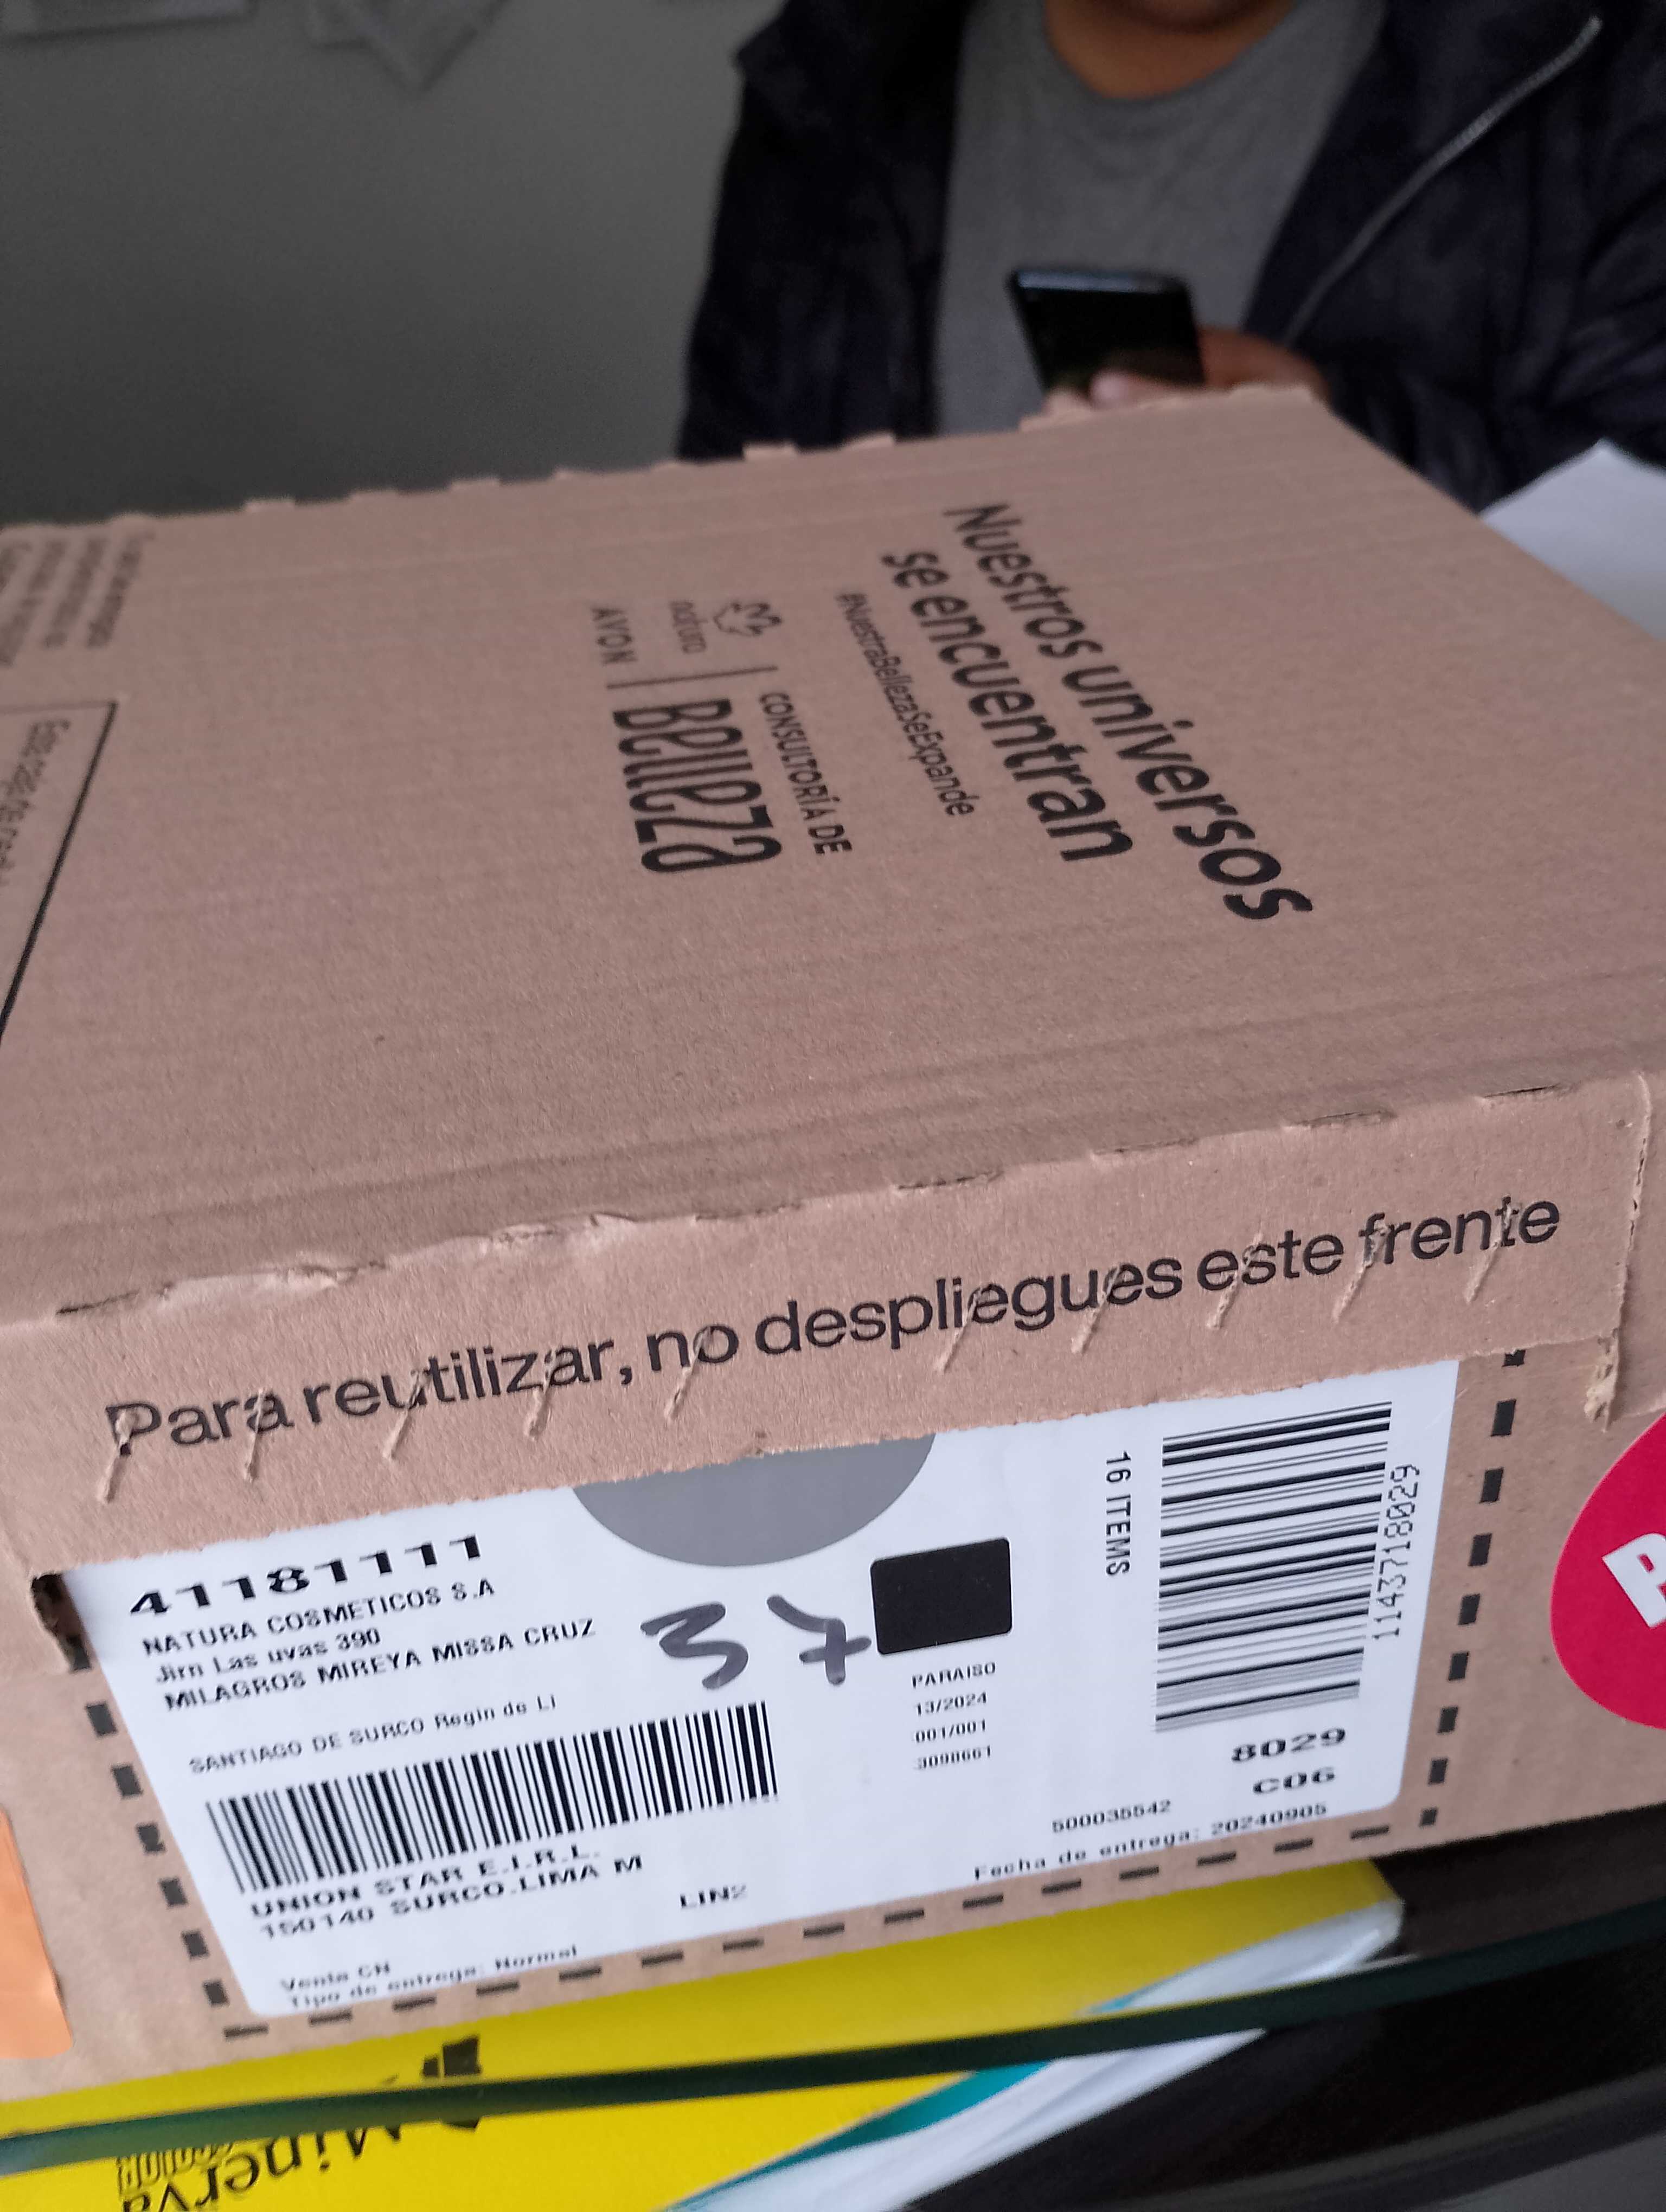 Nuestros universos
se encuentran
#NuestraBellezaSeExpande
natura
AVON
CONSULTORÍA DE
Belleza
Para reutilizar, no despliegues este frente
41181111
NATURA COSMETICOS S.A
Jirn Las uvas 390
MILAGROS MIREYA MISSA CRUZ
SANTIAGO DE SURCO Regin de Li
37
UNION STAR E.I.R.L.
150140 SURCO.LIMA M
LIN2
Venta CN
Tipo de entrega: Normal
PARAISO
13/2024
001/001
3098661
16 ITEMS
1143718029
8029
C06
500035542
Fecha de entrega: 20240905
Minerva